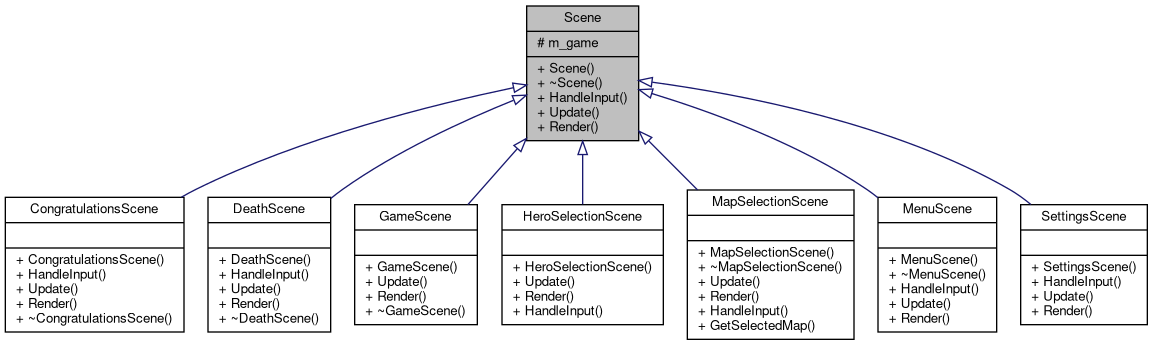 Scene
# m_game
+ Scene()
+ ~Scene()
+ HandleInput()
+ Update()
+ Render()
CongratulationsScene
+ CongratulationsScene()
+ HandleInput()
+ Update()
+ Render()
+ ~CongratulationsScene()
DeathScene
+ DeathScene()
+ HandleInput()
+ Update()
+ Render()
+ ~DeathScene()
GameScene
+ GameScene()
+ Update()
+ Render()
+ ~GameScene()
HeroSelectionScene
+ HeroSelectionScene()
+ Update()
+ Render()
+ HandleInput()
MapSelectionScene
+ MapSelectionScene()
+ ~MapSelectionScene()
+ Update()
+ Render()
+ HandleInput()
+ GetSelectedMap()
MenuScene
+ MenuScene()
+ ~MenuScene()
+ HandleInput()
+ Update()
+ Render()
SettingsScene
+ SettingsScene()
+ HandleInput()
+ Update()
+ Render()